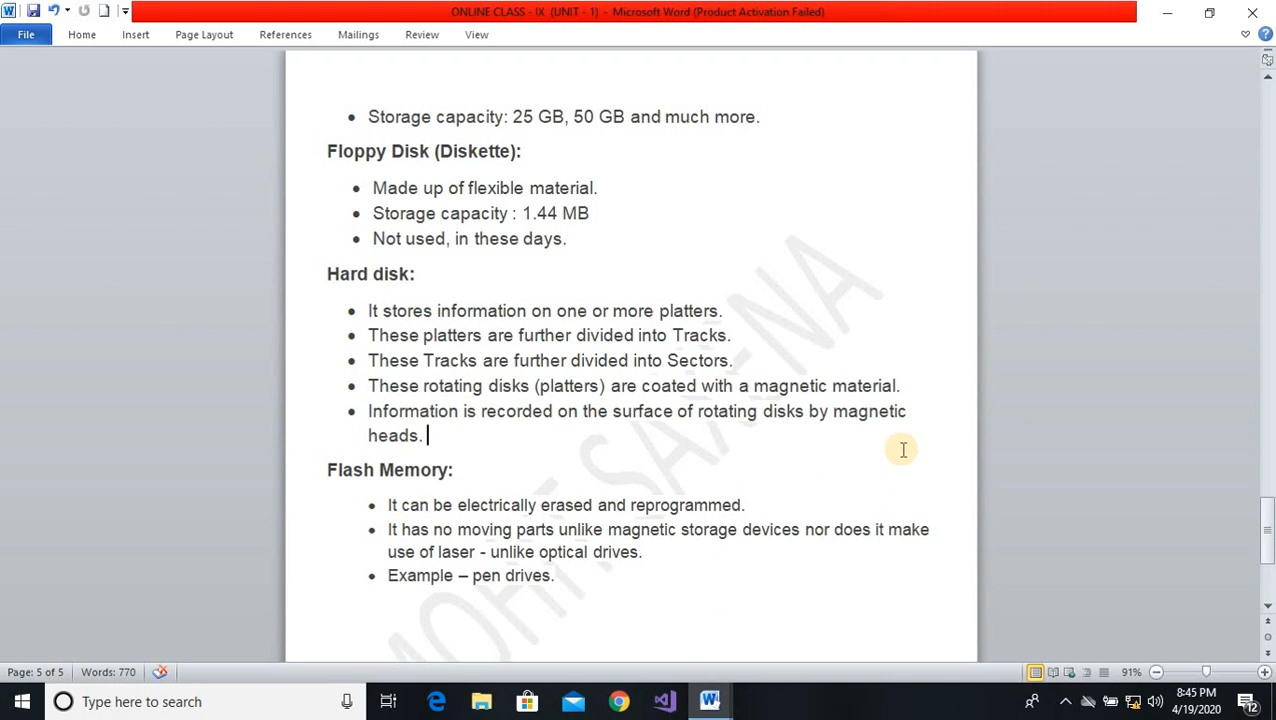 ONLINE CLASS - IX (UNIT - 1) - Microsoft Word (Product Activation Failed)
File Home Insert Page Layout References Mailings Review View
• Storage capacity: 25 GB, 50 GB and much more.
Floppy Disk (Diskette):
• Made up of flexible material.
• Storage capacity : 1.44 MB
• Not used, in these days.
Hard disk:
• It stores information on one or more platters.
• These platters are further divided into Tracks.
• These Tracks are further divided into Sectors.
• These rotating disks (platters) are coated with a magnetic material.
• Information is recorded on the surface of rotating disks by magnetic
heads.
Flash Memory:
• It can be electrically erased and reprogrammed.
• It has no moving parts unlike magnetic storage devices nor does it make
use of laser - unlike optical drives.
• Example – pen drives.
MOHIT SAXENA
Page: 5 of 5 Words: 770 91%
Type here to search
8:45 PM
4/19/2020
12